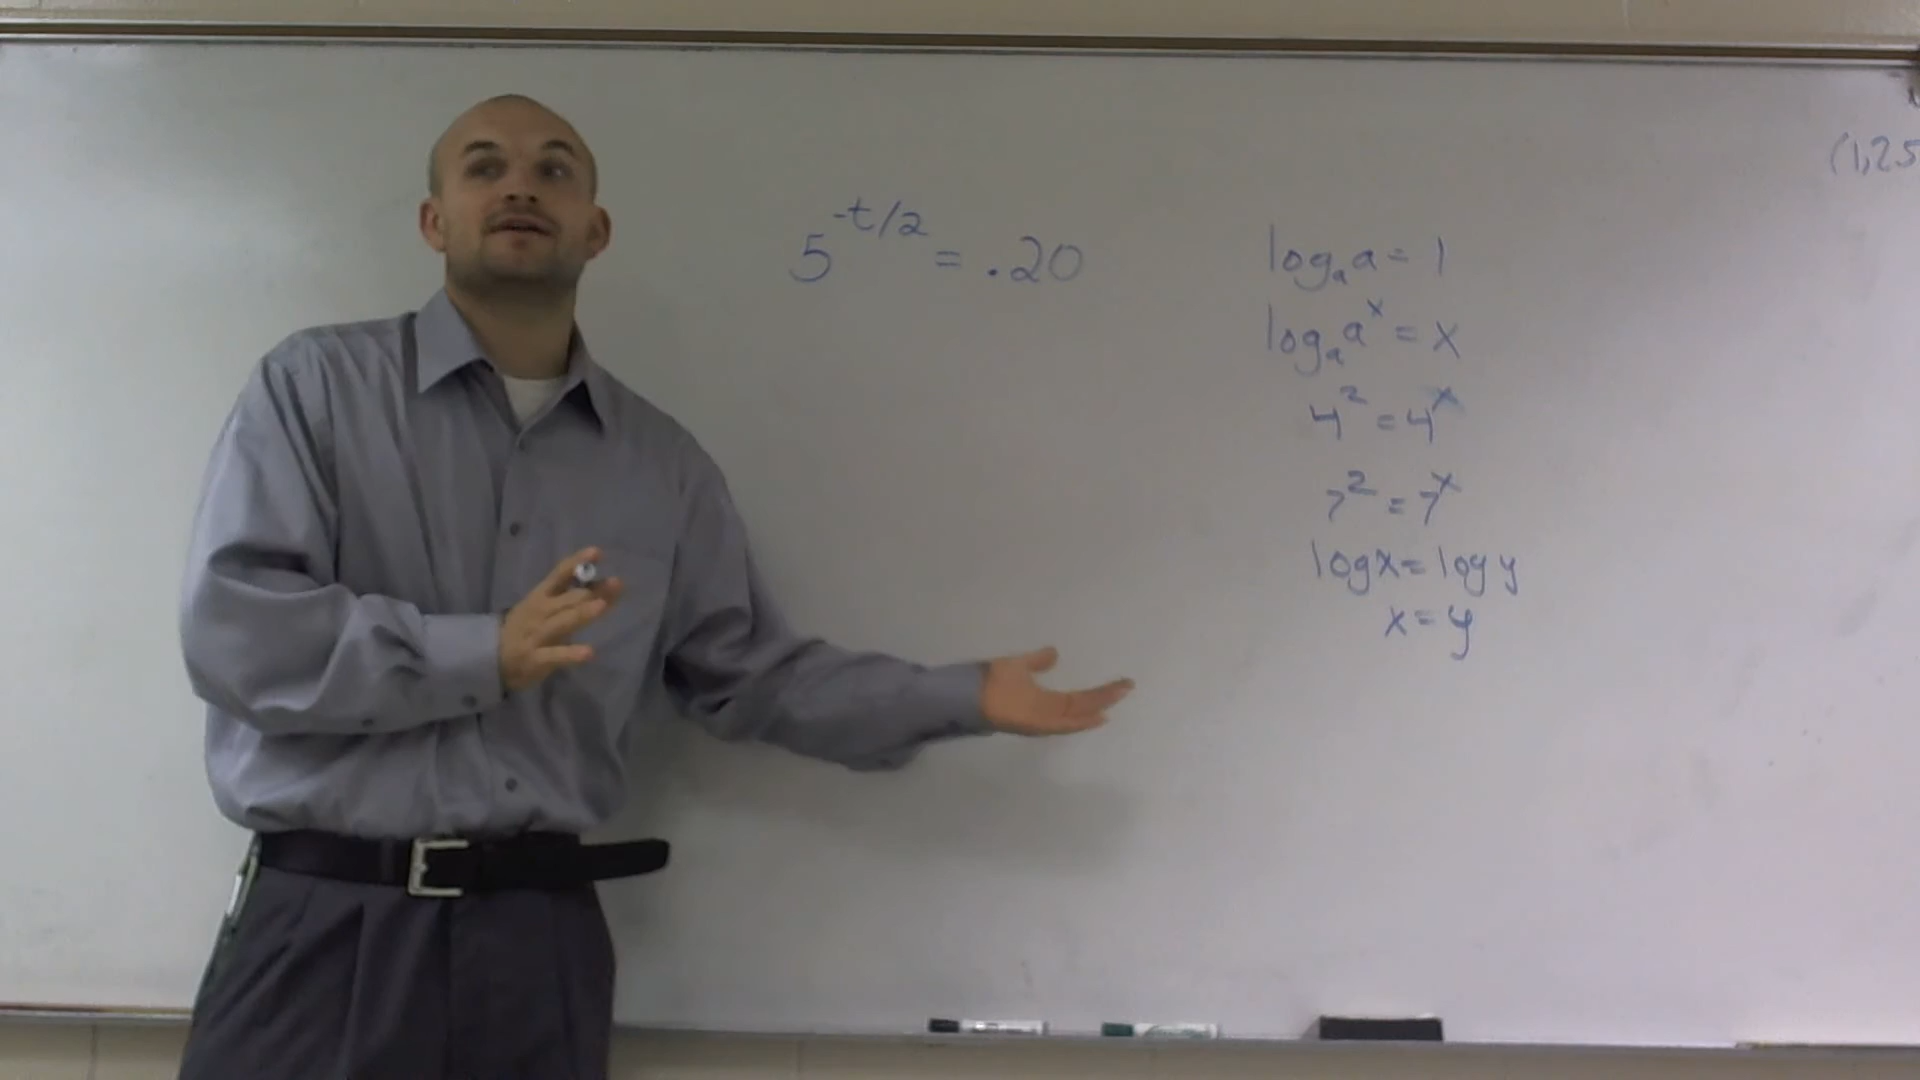 5^{-t/2} = .20
log_a a = 1
log_a a^x = x
4^2 = 4^x
7^2 = 7^x
log x = log y
x = y
(1,25